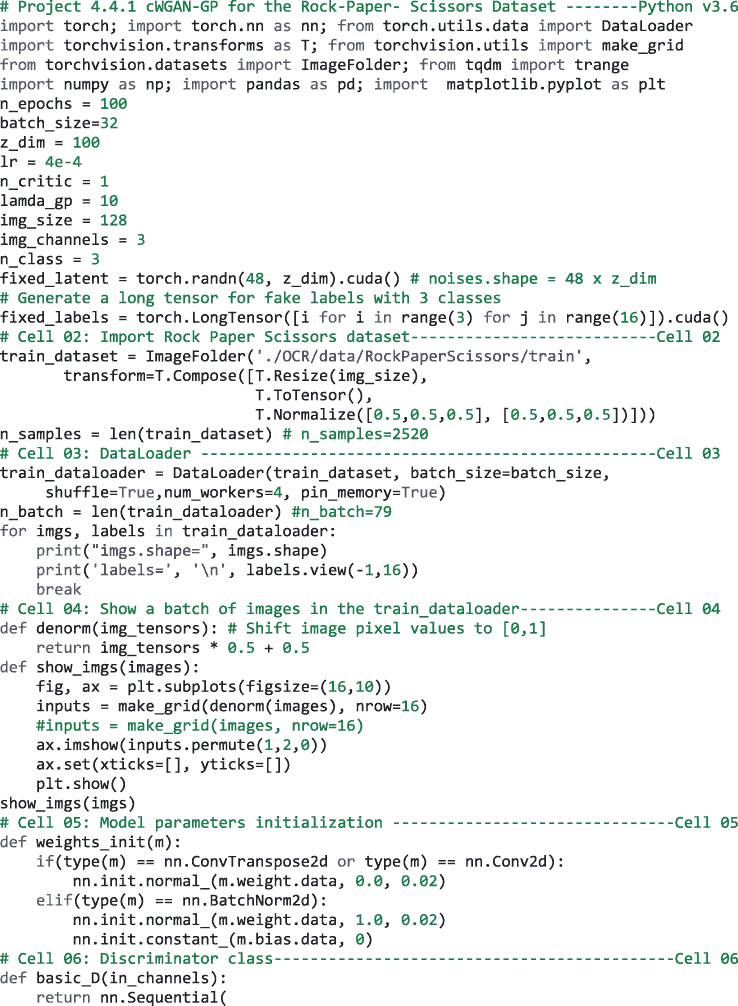 # Project 4.4.1 cWGAN-GP for the Rock-Paper- Scissors Dataset --------Python v3.6
import torch; import torch.nn as nn; from torch.utils.data import DataLoader
import torchvision.transforms as T; from torchvision.utils import make_grid
from torchvision.datasets import ImageFolder; from tqdm import trange
import numpy as np; import pandas as pd; import  matplotlib.pyplot as plt
n_epochs = 100
batch_size=32
z_dim = 100
lr = 4e-4
n_critic = 1
lamda_gp = 10
img_size = 128
img_channels = 3
n_class = 3
fixed_latent = torch.randn(48, z_dim).cuda() # noises.shape = 48 x z_dim
# Generate a long tensor for fake labels with 3 classes
fixed_labels = torch.LongTensor([i for i in range(3) for j in range(16)]).cuda()
# Cell 02: Import Rock Paper Scissors dataset---------------------------Cell 02
train_dataset = ImageFolder('./OCR/data/RockPaperScissors/train',
       transform=T.Compose([T.Resize(img_size),
                            T.ToTensor(),
                            T.Normalize([0.5,0.5,0.5], [0.5,0.5,0.5])]))
n_samples = len(train_dataset) # n_samples=2520
# Cell 03: DataLoader --------------------------------------------------Cell 03
train_dataloader = DataLoader(train_dataset, batch_size=batch_size,
     shuffle=True,num_workers=4, pin_memory=True)
n_batch = len(train_dataloader) #n_batch=79
for imgs, labels in train_dataloader:
    print("imgs.shape=", imgs.shape)
    print('labels=', '\n', labels.view(-1,16))
    break
# Cell 04: Show a batch of images in the train_dataloader---------------Cell 04
def denorm(img_tensors): # Shift image pixel values to [0,1]
    return img_tensors * 0.5 + 0.5
def show_imgs(images):
    fig, ax = plt.subplots(figsize=(16,10))
    inputs = make_grid(denorm(images), nrow=16)
    #inputs = make_grid(images, nrow=16)
    ax.imshow(inputs.permute(1,2,0))
    ax.set(xticks=[], yticks=[])
    plt.show()
show_imgs(imgs)
# Cell 05: Model parameters initialization -------------------------------Cell 05
def weights_init(m):
    if(type(m) == nn.ConvTranspose2d or type(m) == nn.Conv2d):
        nn.init.normal_(m.weight.data, 0.0, 0.02)
    elif(type(m) == nn.BatchNorm2d):
        nn.init.normal_(m.weight.data, 1.0, 0.02)
        nn.init.constant_(m.bias.data, 0)
# Cell 06: Discriminator class--------------------------------------------Cell 06
def basic_D(in_channels):
    return nn.Sequential(